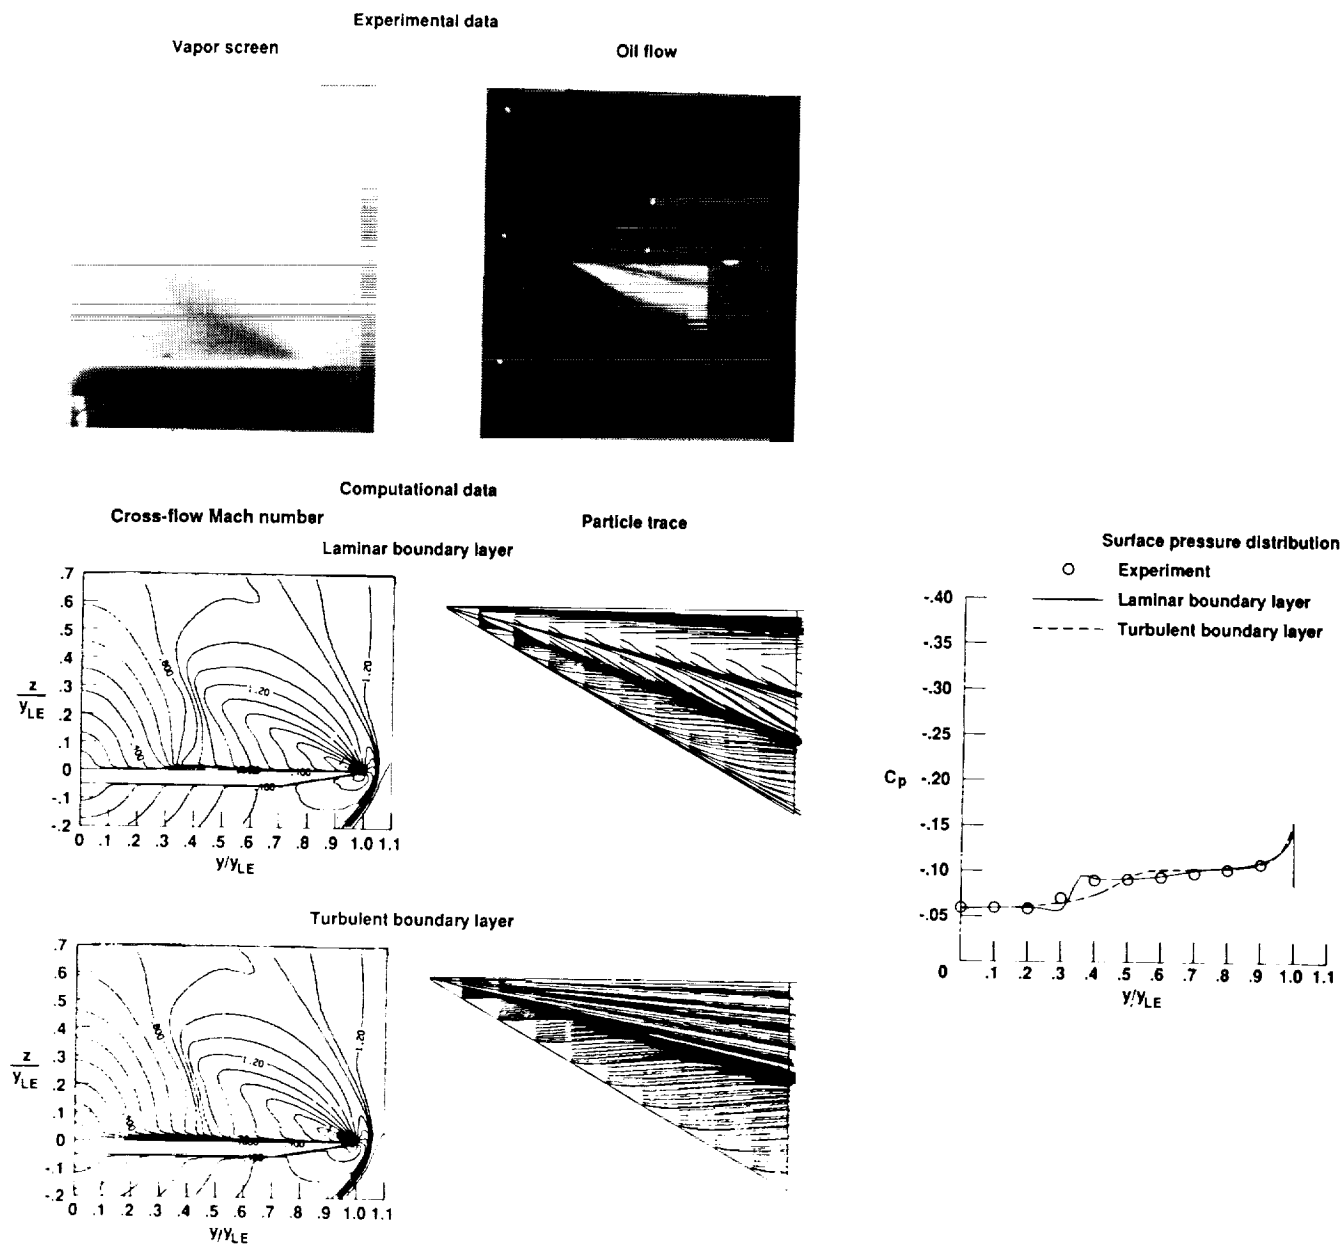 Experimental data
Vapor screen
Oil flow
Computational data
Cross-flow Mach number
Particle trace
Laminar boundary layer
.7
.6
.5
.4
.3
.2
.1
0
-.1
-.2
z
yLE
800
1.20
1.20
400
.100
.100
0 .1 .2 .3 .4 .5 .6 .7 .8 .9 1.0 1.1
y/yLE
Surface pressure distribution
Experiment
Laminar boundary layer
Turbulent boundary layer
-.40
-.35
-.30
-.25
-.20
-.15
-.10
-.05
0
Cp
.1 .2 .3 .4 .5 .6 .7 .8 .9 1.0 1.1
y/yLE
Turbulent boundary layer
.7
.6
.5
.4
.3
.2
.1
0
-.1
-.2
z
yLE
800
1.20
1.20
0 .1 .2 .3 .4 .5 .6 .7 .8 .9 1.0 1.1
y/yLE